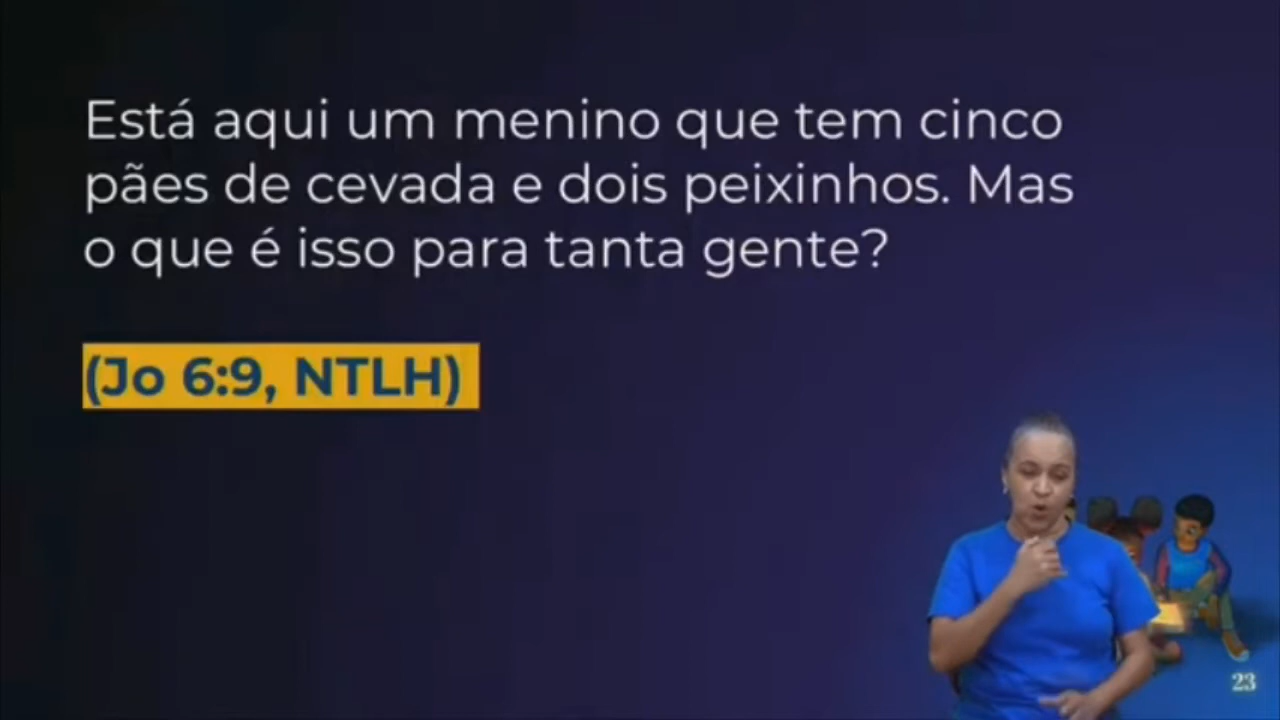 Está aqui um menino que tem cinco
pães de cevada e dois peixinhos. Mas
o que é isso para tanta gente?
(Jo 6:9, NTLH)
23